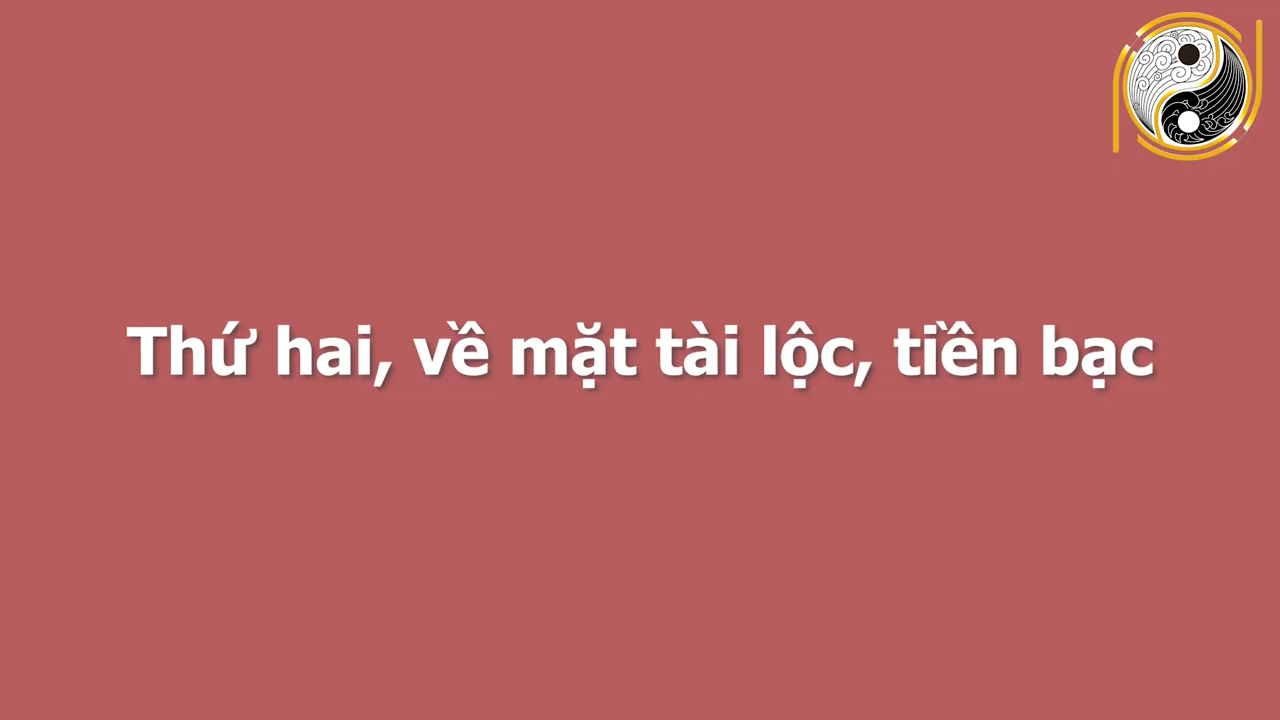 Thứ hai, về mặt tài lộc, tiền bạc